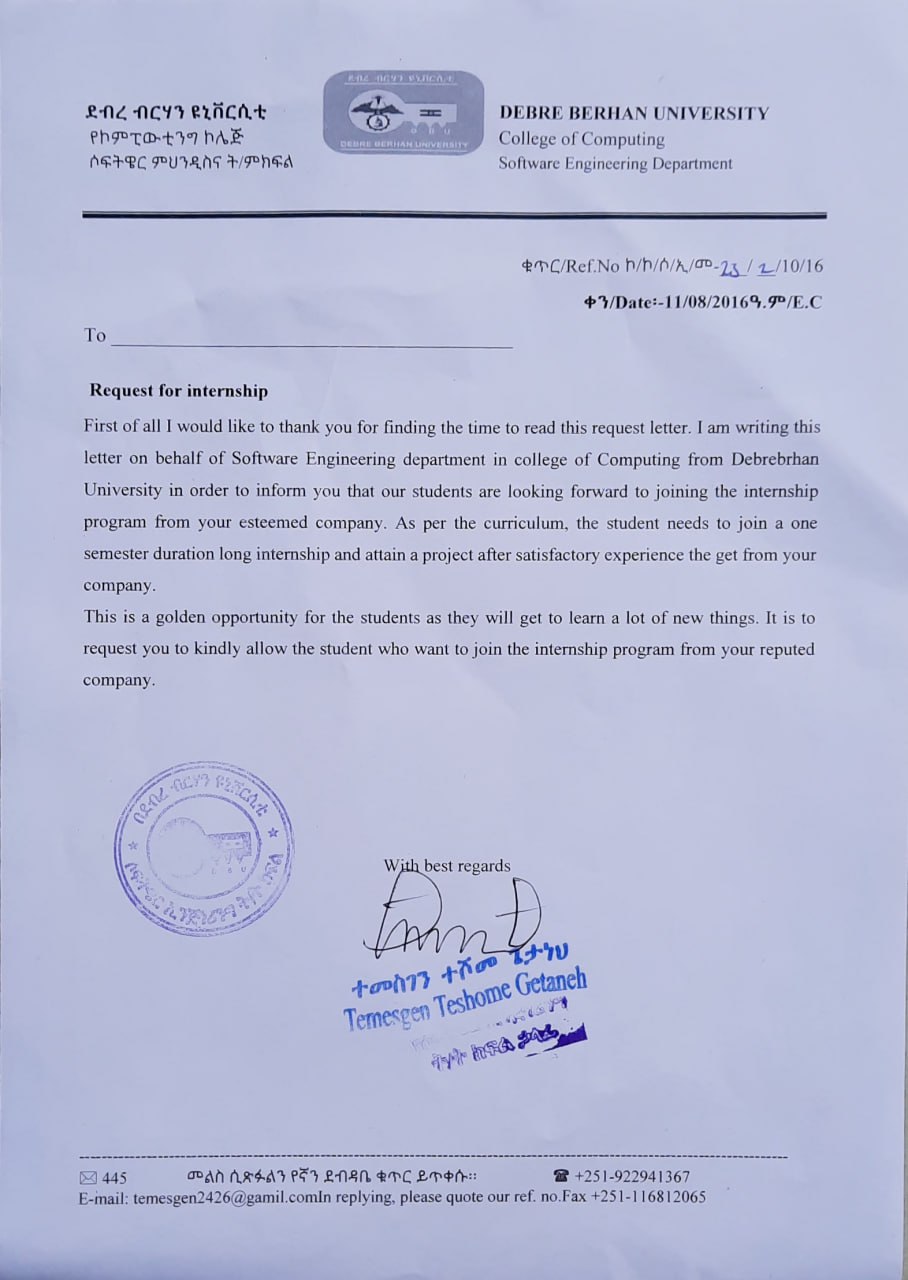 ደብረ ብርሃን ዩኒቨርሲቲ
የኮምፒውተንግ ኮሌጅ
ሶፍትዌር ምህንዲስና ት/ምክፍል
ደብረ ብርሃን ዩኒቨርሲቲ
D B U
DEBRE BERHAN UNIVERSITY
DEBRE BERHAN UNIVERSITY
College of Computing
Software Engineering Department
ቁጥር/Ref.No ኮ/ኮ/ሶ/ኢ/መ-23/2/10/16
ቀን/Date፡-11/08/2016ዓ.ም/E.C
To
Request for internship
First of all I would like to thank you for finding the time to read this request letter. I am writing this
letter on behalf of Software Engineering department in college of Computing from Debrebrhan
University in order to inform you that our students are looking forward to joining the internship
program from your esteemed company. As per the curriculum, the student needs to join a one
semester duration long internship and attain a project after satisfactory experience the get from your
company.
This is a golden opportunity for the students as they will get to learn a lot of new things. It is to
request you to kindly allow the student who want to join the internship program from your reputed
company.
በደብረ ብርሃን ዩኒቨርሲቲ
With best regards
ተመስገን ተሾመ ጌታነህ
Temesgen Teshome Getaneh
ትምት ክፍል ኃላፊ
445 መልስ ሲጽፉልን የኛን ደብዳቤ ቁጥር ይጥቀሱ። +251-922941367
E-mail: temesgen2426@gamil.comIn replying, please quote our ref. no.Fax +251-116812065